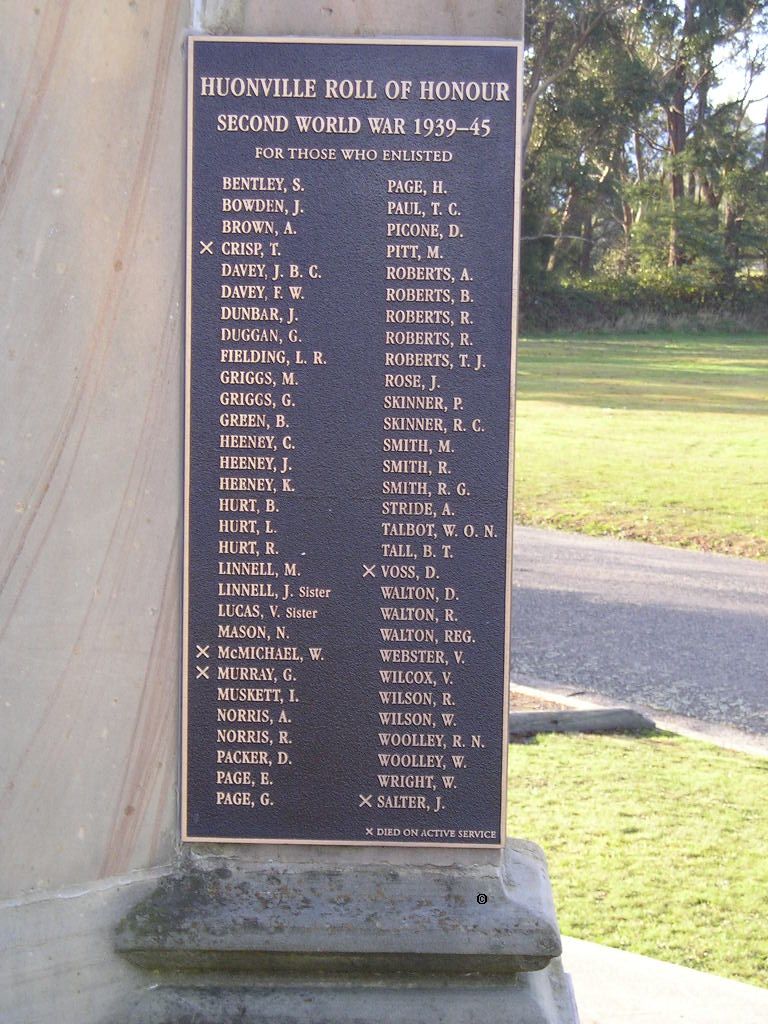 HUONVILLE ROLL OF HONOUR
SECOND WORLD WAR 1939–45
FOR THOSE WHO ENLISTED
BENTLEY, S.
BOWDEN, J.
BROWN, A.
× CRISP, T.
DAVEY, J. B. C.
DAVEY, F. W.
DUNBAR, J.
DUGGAN, G.
FIELDING, L. R.
GRIGGS, M.
GRIGGS, G.
GREEN, B.
HEENEY, C.
HEENEY, J.
HEENEY, K.
HURT, B.
HURT, L.
HURT, R.
LINNELL, M.
LINNELL, J. Sister
LUCAS, V. Sister
MASON, N.
× McMICHAEL, W.
× MURRAY, G.
MUSKETT, I.
NORRIS, A.
NORRIS, R.
PACKER, D.
PAGE, E.
PAGE, G.
PAGE, H.
PAUL, T. C.
PICONE, D.
PITT, M.
ROBERTS, A.
ROBERTS, B.
ROBERTS, R.
ROBERTS, R.
ROBERTS, T. J.
ROSE, J.
SKINNER, P.
SKINNER, R. C.
SMITH, M.
SMITH, R.
SMITH, R. G.
STRIDE, A.
TALBOT, W. O. N.
TALL, B. T.
× VOSS, D.
WALTON, D.
WALTON, R.
WALTON, REG.
WEBSTER, V.
WILCOX, V.
WILSON, R.
WILSON, W.
WOOLLEY, R. N.
WOOLLEY, W.
WRIGHT, W.
× SALTER, J.
× DIED ON ACTIVE SERVICE
©